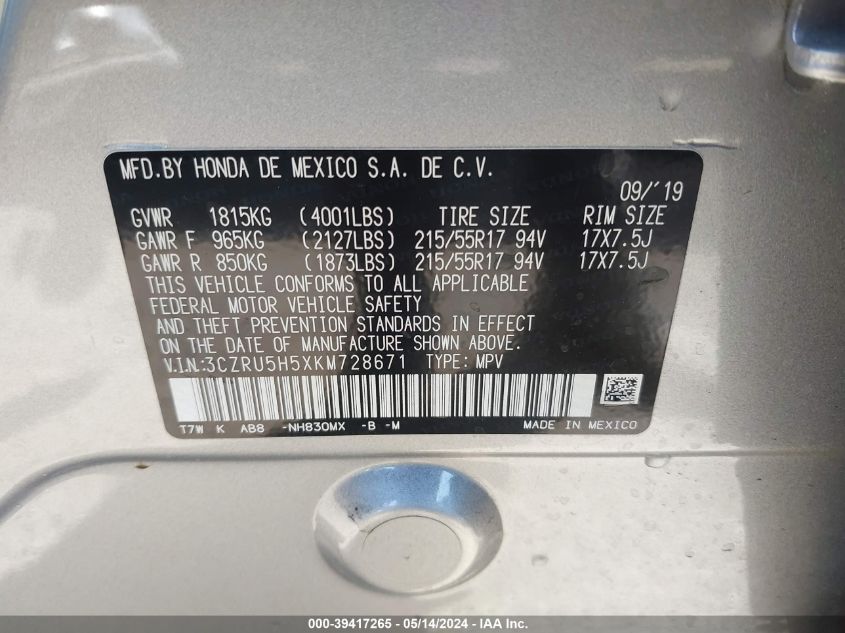 MFD.BY HONDA DE MEXICO S.A. DE C.V.
09/'19
GVWR 1815KG (4001LBS) TIRE SIZE RIM SIZE
GAWR F 965KG (2127LBS) 215/55R17 94V 17X7.5J
GAWR R 850KG (1873LBS) 215/55R17 94V 17X7.5J
THIS VEHICLE CONFORMS TO ALL APPLICABLE
FEDERAL MOTOR VEHICLE SAFETY
AND THEFT PREVENTION STANDARDS IN EFFECT
ON THE DATE OF MANUFACTURE SHOWN ABOVE.
V.I.N:3CZRU5H5XKM728671 TYPE: MPV
T7W K AB8 -NH830MX -B -M MADE IN MEXICO
000-39417265 - 05/14/2024 - IAA Inc.